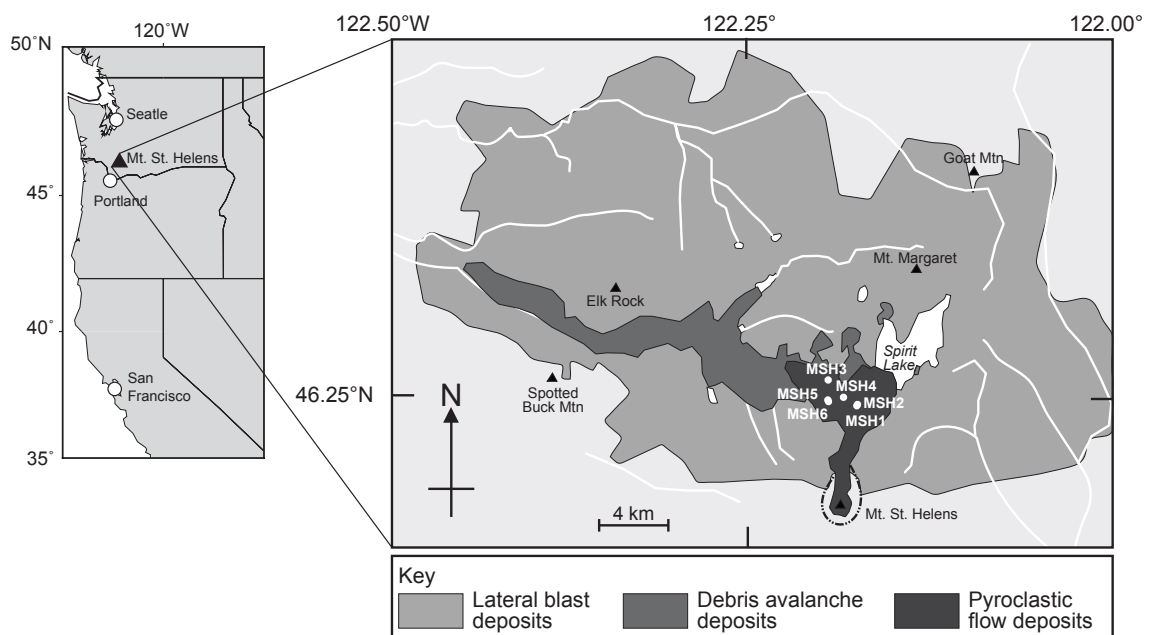 120˚W
50˚N
Seatle
Mt. St. Helens
Portland
45˚
40˚
San
Francisco
35˚
122.50°W
122.25°
122.00°
46.25°N
Goat Mtn
Mt. Margaret
Elk Rock
Spirit
Lake
Spotted
Buck Mtn
MSH3
MSH4
MSH5
MSH2
MSH6
MSH1
N
4 km
Mt. St. Helens
Key
Lateral blast
deposits
Debris avalanche
deposits
Pyroclastic
flow deposits